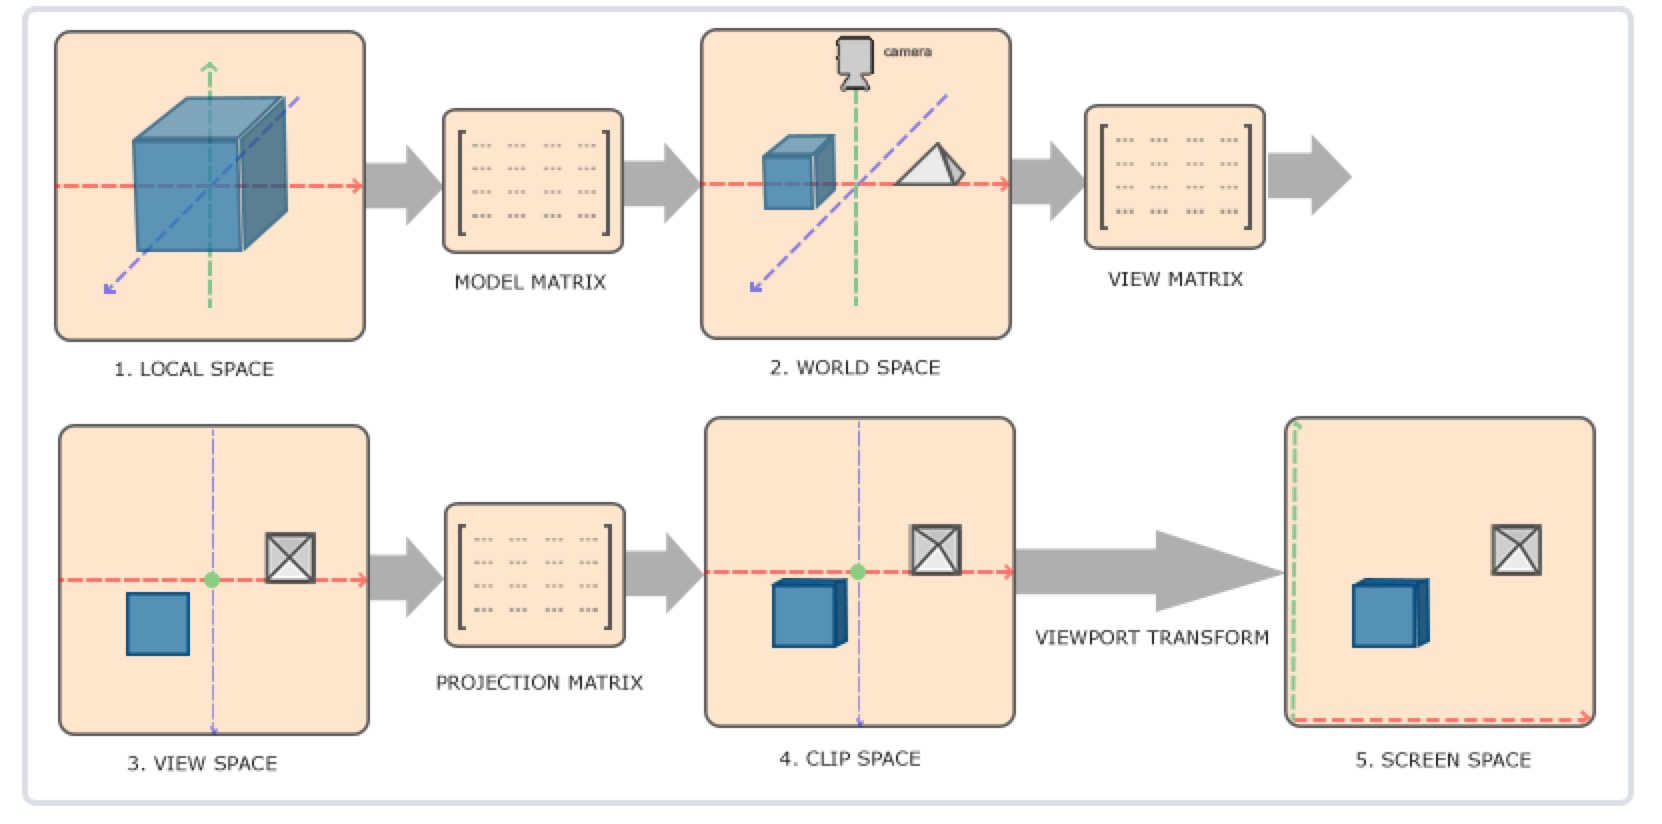 camera
MODEL MATRIX
VIEW MATRIX
1. LOCAL SPACE
2. WORLD SPACE
VIEWPORT TRANSFORM
PROJECTION MATRIX
3. VIEW SPACE
4. CLIP SPACE
5. SCREEN SPACE